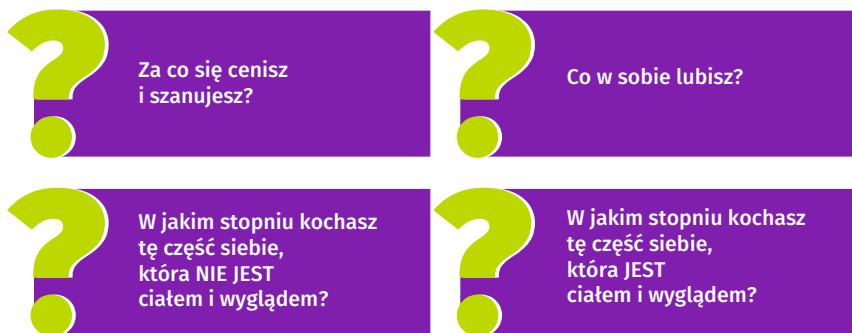 Za co się cenisz
i szanujesz?
Co w sobie lubisz?
W jakim stopniu kochasz
tę część siebie,
która NIE JEST
ciałem i wyglądem?
W jakim stopniu kochasz
tę część siebie,
która JEST
ciałem i wyglądem?